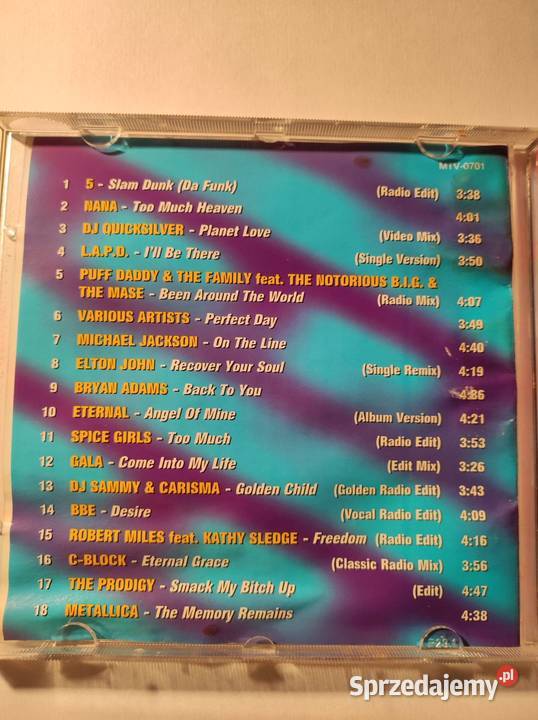 MTV-0701
1 5 - Slam Dunk (Da Funk) (Radio Edit) 3:38
2 NANA - Too Much Heaven 4:01
3 DJ QUICKSILVER - Planet Love (Video Mix) 3:36
4 L.A.P.D. - I'll Be There (Single Version) 3:50
5 PUFF DADDY & THE FAMILY feat. THE NOTORIOUS B.I.G. &
THE MASE - Been Around The World (Radio Mix) 4:07
6 VARIOUS ARTISTS - Perfect Day 3:49
7 MICHAEL JACKSON - On The Line 4:40
8 ELTON JOHN - Recover Your Soul (Single Remix) 4:19
9 BRYAN ADAMS - Back To You
10 ETERNAL - Angel Of Mine (Album Version) 4:21
11 SPICE GIRLS - Too Much (Radio Edit) 3:53
12 GALA - Come Into My Life (Edit Mix) 3:26
13 DJ SAMMY & CARISMA - Golden Child (Golden Radio Edit) 3:43
14 BBE - Desire (Vocal Radio Edit) 4:09
15 ROBERT MILES feat. KATHY SLEDGE - Freedom (Radio Edit) 4:16
16 C-BLOCK - Eternal Grace (Classic Radio Mix) 3:56
17 THE PRODIGY - Smack My Bitch Up (Edit) 4:47
18 METALLICA - The Memory Remains 4:38
Sprzedajemy.pl